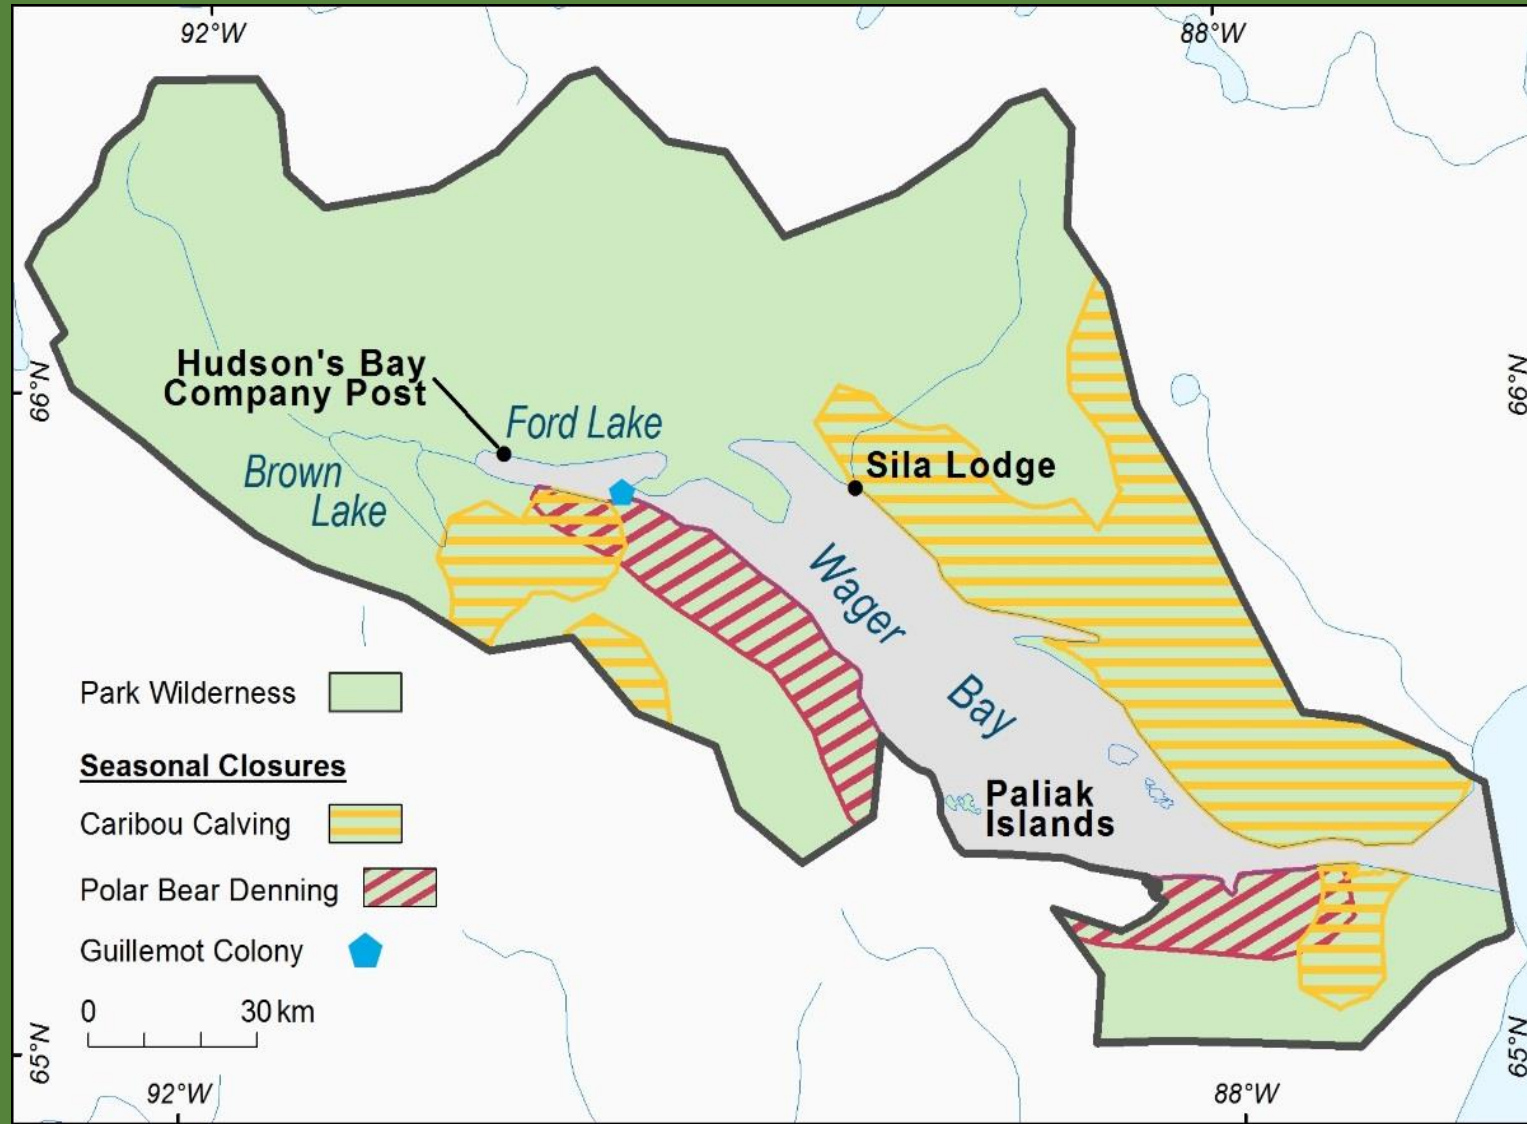 92°W
88°W
66°N
66°N
Hudson's Bay
Company Post
Ford Lake
Brown
Lake
Sila Lodge
Wager
Bay
Paliak
Islands
Park Wilderness
Seasonal Closures
Caribou Calving
Polar Bear Denning
Guillemot Colony
0 30 km
65°N
65°N
92°W
88°W